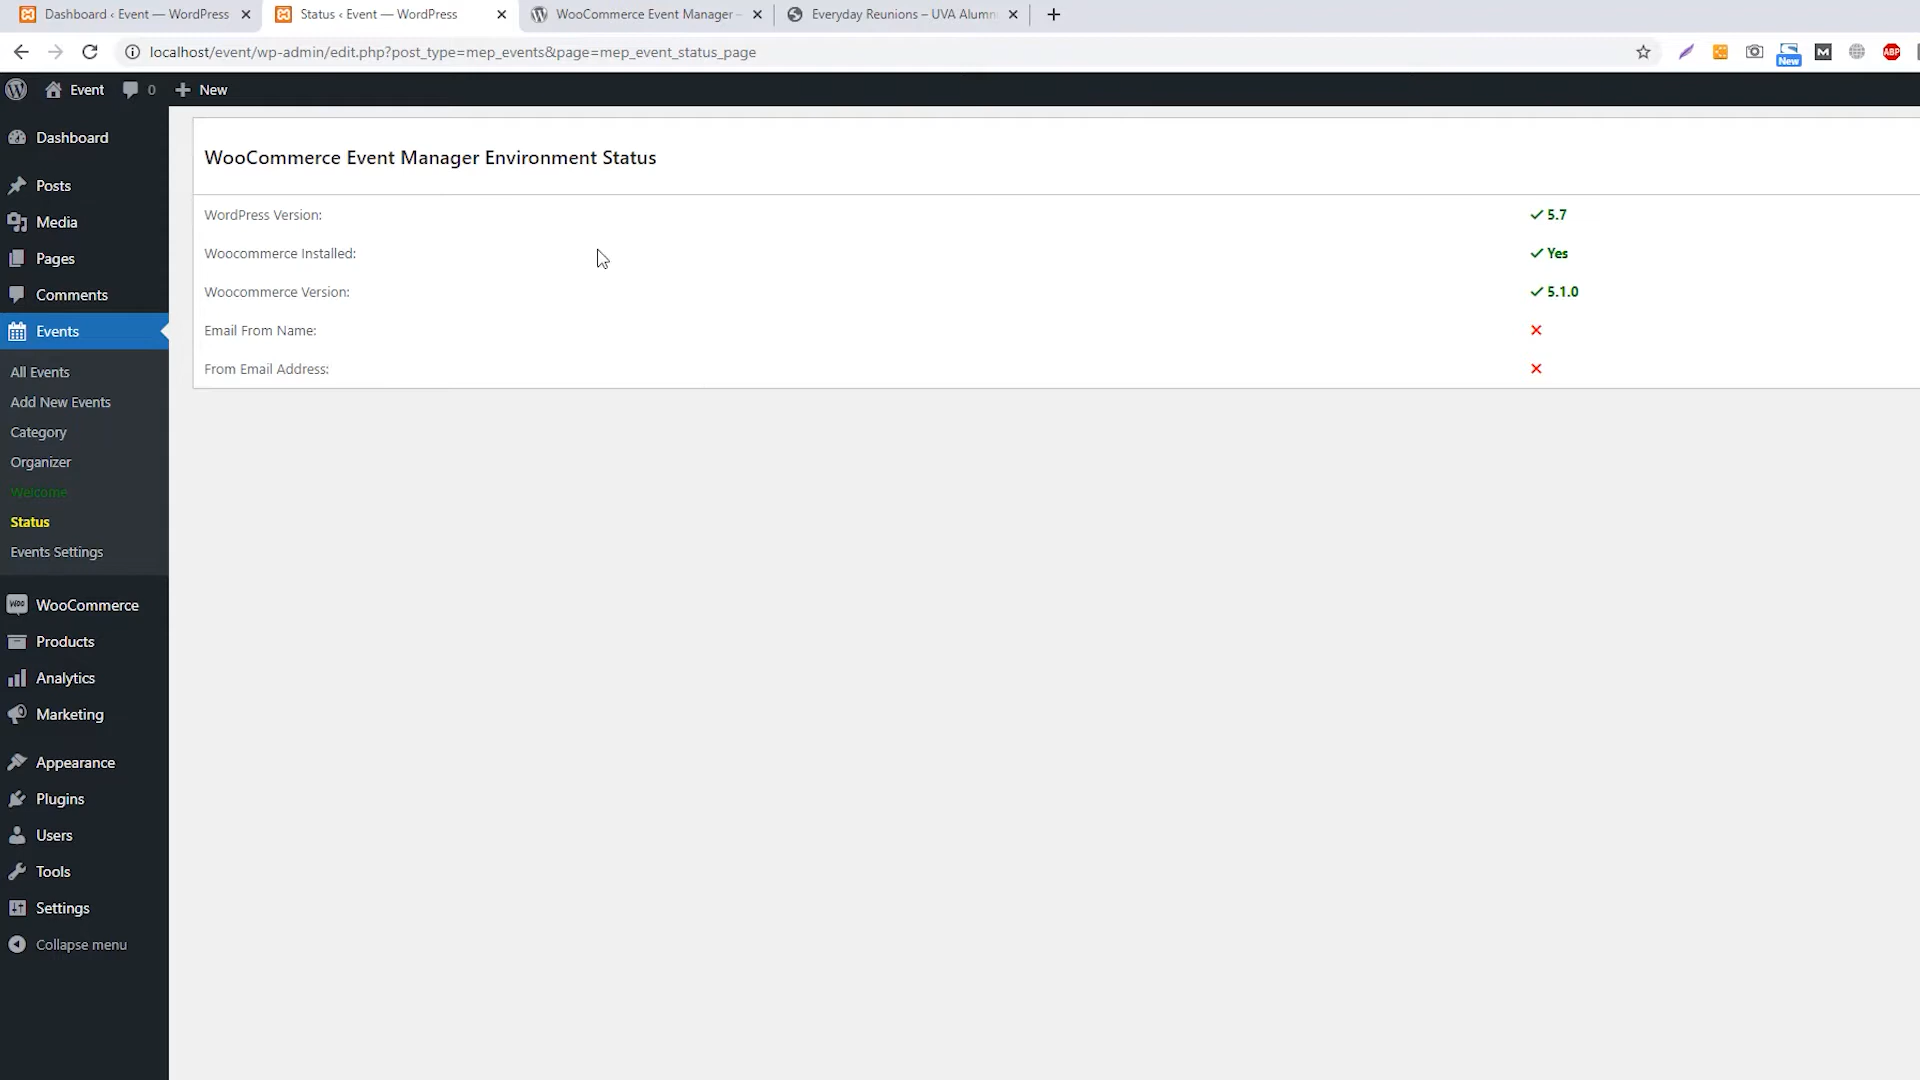 Dashboard ‹ Event — WordPress
Status ‹ Event — WordPress
WooCommerce Event Manager –
Everyday Reunions – UVA Alumn
localhost/event/wp-admin/edit.php?post_type=mep_events&page=mep_event_status_page
New
M
ABP
Event
0
New
Dashboard
Posts
Media
Pages
Comments
Events
All Events
Add New Events
Category
Organizer
Welcome
Status
Events Settings
Woo
WooCommerce
Products
Analytics
Marketing
Appearance
Plugins
Users
Tools
Settings
Collapse menu
WooCommerce Event Manager Environment Status
WordPress Version:
✓ 5.7
Woocommerce Installed:
✓ Yes
Woocommerce Version:
✓ 5.1.0
Email From Name:
✕
From Email Address:
✕